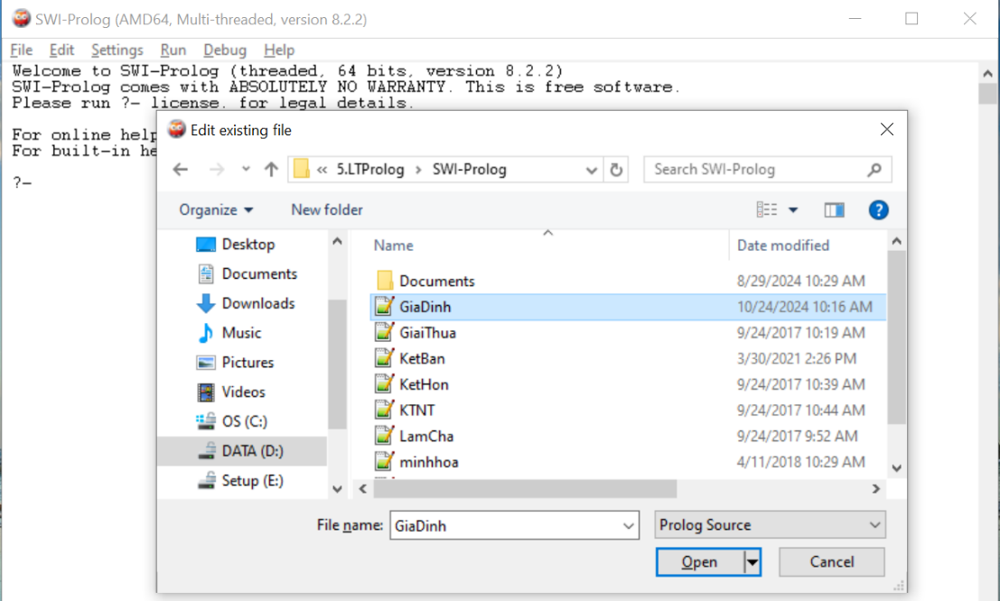 SWI-Prolog (AMD64, Multi-threaded, version 8.2.2)
File Edit Settings Run Debug Help
Welcome to SWI-Prolog (threaded, 64 bits, version 8.2.2)
SWI-Prolog comes with ABSOLUTELY NO WARRANTY. This is free software.
Please run ?- license. for legal details.
For online help
For built-in he
?-
Edit existing file
« 5.LTProlog › SWI-Prolog
Search SWI-Prolog
Organize New folder
Desktop
Documents
Downloads
Music
Pictures
Videos
OS (C:)
DATA (D:)
Setup (E:)
Name Date modified
Documents 8/29/2024 10:29 AM
GiaDinh 10/24/2024 10:16 AM
GiaiThua 9/24/2017 10:19 AM
KetBan 3/30/2021 2:26 PM
KetHon 9/24/2017 10:39 AM
KTNT 9/24/2017 10:44 AM
LamCha 9/24/2017 9:52 AM
minhhoa 4/11/2018 10:29 AM
File name: GiaDinh Prolog Source
Open Cancel